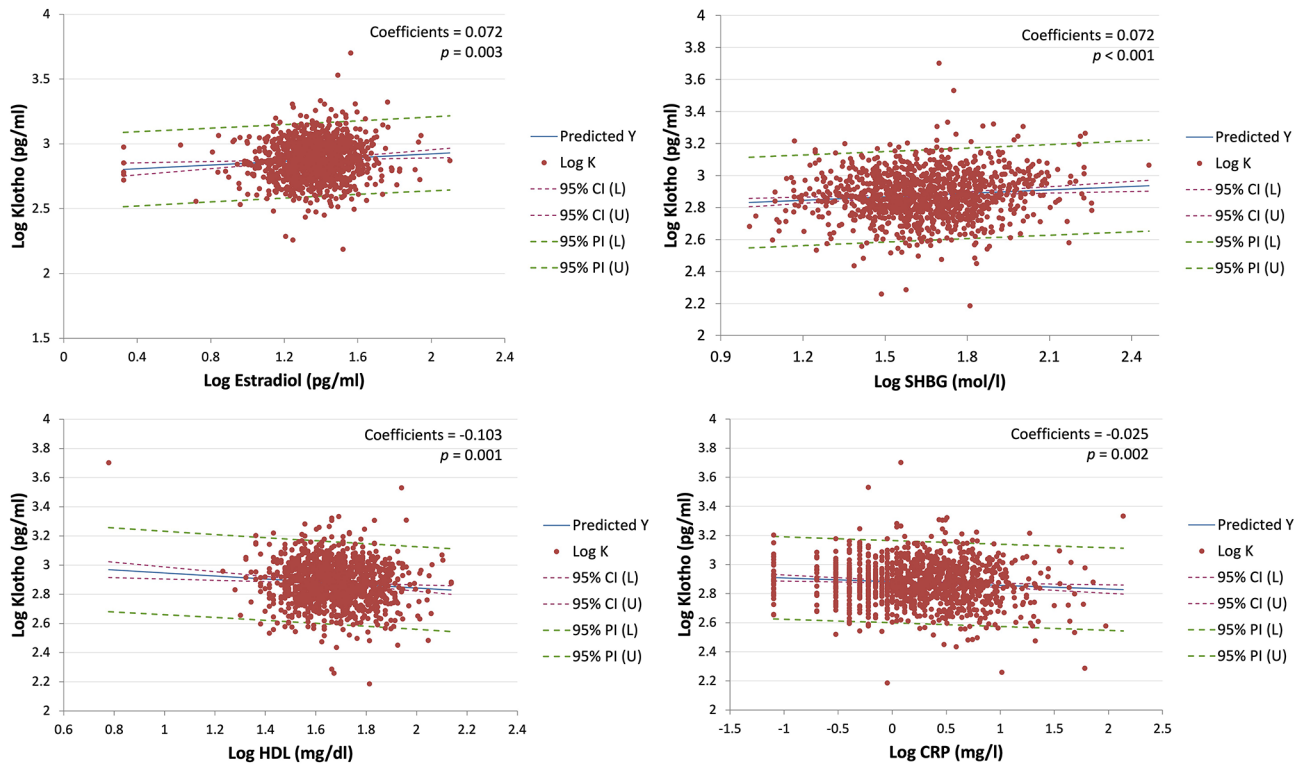 Coefficients = 0.072
p = 0.003
Log Klotho (pg/ml)
4
3.5
3
2.5
2
1.5
0
0.4
0.8
1.2
1.6
2
2.4
Log Estradiol (pg/ml)
Predicted Y
Log K
95% CI (L)
95% CI (U)
95% PI (L)
95% PI (U)
Coefficients = 0.072
p < 0.001
Log Klotho (pg/ml)
4
3.8
3.6
3.4
3.2
3
2.8
2.6
2.4
2.2
2
0.9
1.2
1.5
1.8
2.1
2.4
Log SHBG (mol/l)
Predicted Y
Log K
95% CI (L)
95% CI (U)
95% PI (L)
95% PI (U)
Coefficients = -0.103
p = 0.001
Log Klotho (pg/ml)
4
3.8
3.6
3.4
3.2
3
2.8
2.6
2.4
2.2
2
0.6
0.8
1
1.2
1.4
1.6
1.8
2
2.2
2.4
Log HDL (mg/dl)
Predicted Y
Log K
95% CI (L)
95% CI (U)
95% PI (L)
95% PI (U)
Coefficients = -0.025
p = 0.002
Log Klotho (pg/ml)
4
3.8
3.6
3.4
3.2
3
2.8
2.6
2.4
2.2
2
-1.5
-1
-0.5
0
0.5
1
1.5
2
2.5
Log CRP (mg/l)
Predicted Y
Log K
95% CI (L)
95% CI (U)
95% PI (L)
95% PI (U)